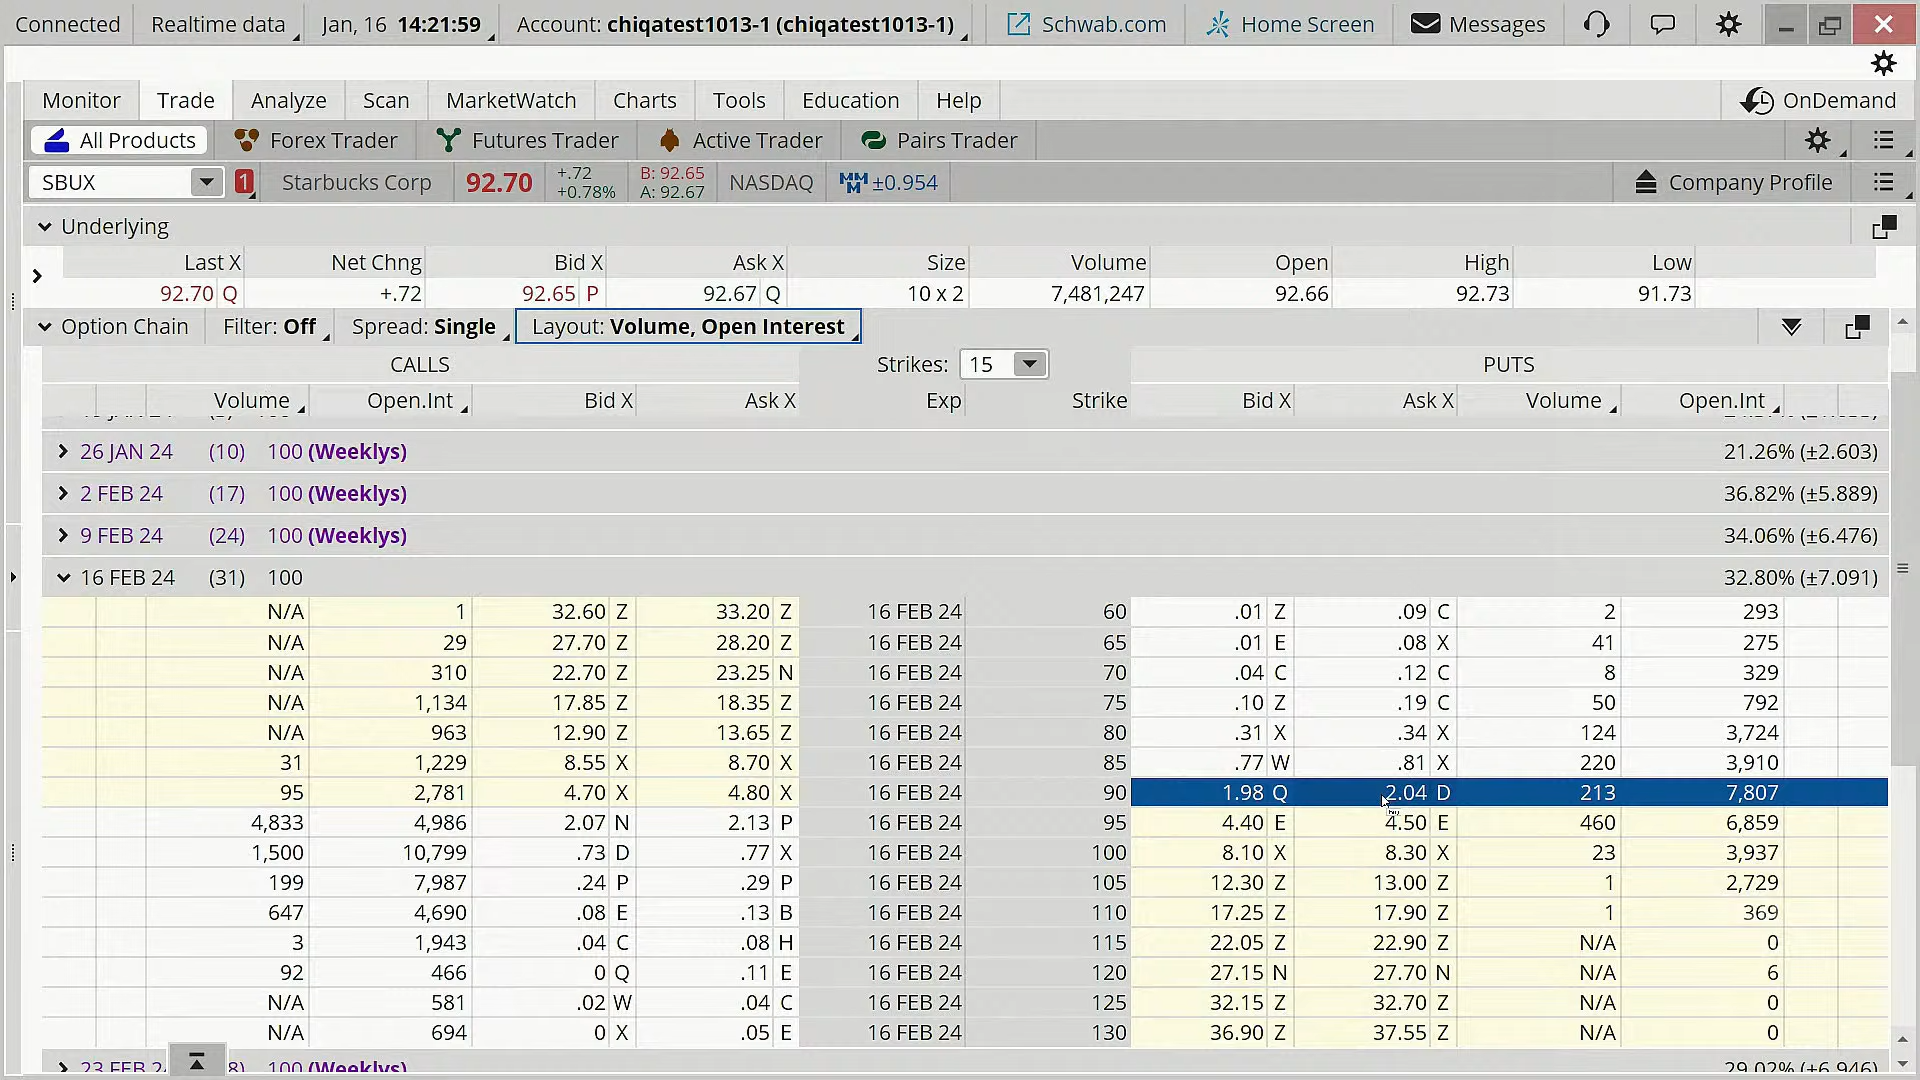 Connected Realtime data Jan, 16 14:21:59 Account: chiqatest1013-1 (chiqatest1013-1) Schwab.com Home Screen Messages
Monitor Trade Analyze Scan MarketWatch Charts Tools Education Help OnDemand
All Products Forex Trader Futures Trader Active Trader Pairs Trader
SBUX 1 Starbucks Corp 92.70 +.72 +0.78% B: 92.65 A: 92.67 NASDAQ MMM ±0.954 Company Profile
Underlying
Last X Net Chng Bid X Ask X Size Volume Open High Low
92.70 Q +.72 92.65 P 92.67 Q 10 x 2 7,481,247 92.66 92.73 91.73
Option Chain Filter: Off Spread: Single Layout: Volume, Open Interest
CALLS Strikes: 15 PUTS
Volume Open.Int Bid X Ask X Exp Strike Bid X Ask X Volume Open.Int
26 JAN 24 (10) 100 (Weeklys) 21.26% (±2.603)
2 FEB 24 (17) 100 (Weeklys) 36.82% (±5.889)
9 FEB 24 (24) 100 (Weeklys) 34.06% (±6.476)
16 FEB 24 (31) 100 32.80% (±7.091)
N/A 1 32.60 Z 33.20 Z 16 FEB 24 60 .01 Z .09 C 2 293
N/A 29 27.70 Z 28.20 Z 16 FEB 24 65 .01 E .08 X 41 275
N/A 310 22.70 Z 23.25 N 16 FEB 24 70 .04 C .12 C 8 329
N/A 1,134 17.85 Z 18.35 Z 16 FEB 24 75 .10 Z .19 C 50 792
N/A 963 12.90 Z 13.65 Z 16 FEB 24 80 .31 X .34 X 124 3,724
31 1,229 8.55 X 8.70 X 16 FEB 24 85 .77 W .81 X 220 3,910
95 2,781 4.70 X 4.80 X 16 FEB 24 90 1.98 Q 2.04 D 213 7,807
4,833 4,986 2.07 N 2.13 P 16 FEB 24 95 4.40 E 4.50 E 460 6,859
1,500 10,799 .73 D .77 X 16 FEB 24 100 8.10 X 8.30 X 23 3,937
199 7,987 .24 P .29 P 16 FEB 24 105 12.30 Z 13.00 Z 1 2,729
647 4,690 .08 E .13 B 16 FEB 24 110 17.25 Z 17.90 Z 1 369
3 1,943 .04 C .08 H 16 FEB 24 115 22.05 Z 22.90 Z N/A 0
92 466 0 Q .11 E 16 FEB 24 120 27.15 N 27.70 N N/A 6
N/A 581 .02 W .04 C 16 FEB 24 125 32.15 Z 32.70 Z N/A 0
N/A 694 0 X .05 E 16 FEB 24 130 36.90 Z 37.55 Z N/A 0
23 FEB 8) 100 (Weeklys) 29.02% (±6.946)